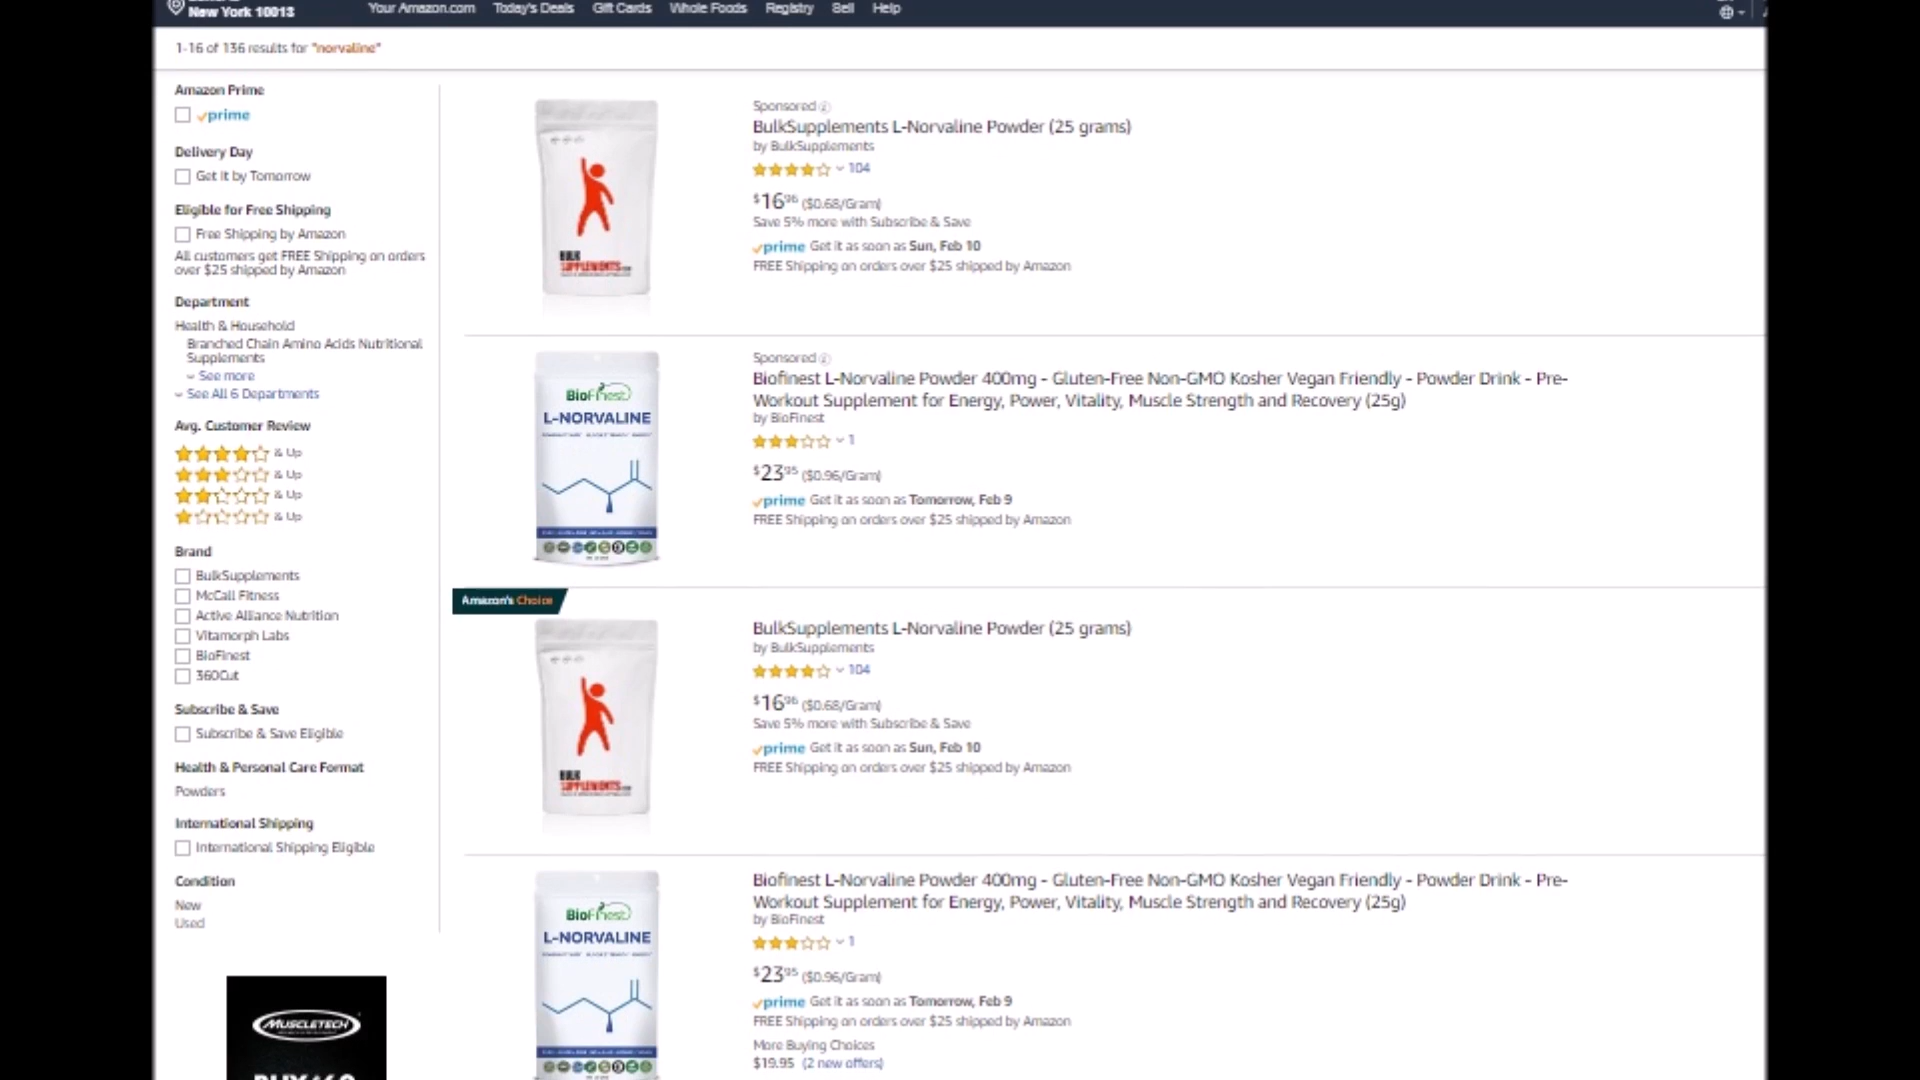 New York 10013
Your Amazon.com Today's Deals Gift Cards Whole Foods Registry Sell Help
1-16 of 136 results for "norvaline"
Amazon Prime
prime
Delivery Day
Get It by Tomorrow
Eligible for Free Shipping
Free Shipping by Amazon
All customers get FREE Shipping on orders
over $25 shipped by Amazon
Department
Health & Household
Branched Chain Amino Acids Nutritional
Supplements
See more
See All 6 Departments
Avg. Customer Review
& Up
& Up
& Up
& Up
Brand
BulkSupplements
McCall Fitness
Active Alliance Nutrition
Vitamorph Labs
BioFinest
360Cut
Subscribe & Save
Subscribe & Save Eligible
Health & Personal Care Format
Powders
International Shipping
International Shipping Eligible
Condition
New
Used
MUSCLETECH
BULK
SUPPLEMENTS.COM
Sponsored
BulkSupplements L-Norvaline Powder (25 grams)
by BulkSupplements
104
$1696 ($0.68/Gram)
Save 5% more with Subscribe & Save
prime Get it as soon as Sun, Feb 10
FREE Shipping on orders over $25 shipped by Amazon
BioFinest
L-NORVALINE
Sponsored
Biofinest L-Norvaline Powder 400mg - Gluten-Free Non-GMO Kosher Vegan Friendly - Powder Drink - Pre-
Workout Supplement for Energy, Power, Vitality, Muscle Strength and Recovery (25g)
by BioFinest
1
$2395 ($0.96/Gram)
prime Get it as soon as Tomorrow, Feb 9
FREE Shipping on orders over $25 shipped by Amazon
Amazon's Choice
BULK
SUPPLEMENTS.COM
BulkSupplements L-Norvaline Powder (25 grams)
by BulkSupplements
104
$1696 ($0.68/Gram)
Save 5% more with Subscribe & Save
prime Get it as soon as Sun, Feb 10
FREE Shipping on orders over $25 shipped by Amazon
BioFinest
L-NORVALINE
Biofinest L-Norvaline Powder 400mg - Gluten-Free Non-GMO Kosher Vegan Friendly - Powder Drink - Pre-
Workout Supplement for Energy, Power, Vitality, Muscle Strength and Recovery (25g)
by BioFinest
1
$2395 ($0.96/Gram)
prime Get it as soon as Tomorrow, Feb 9
FREE Shipping on orders over $25 shipped by Amazon
More Buying Choices
$19.95 (2 new offers)